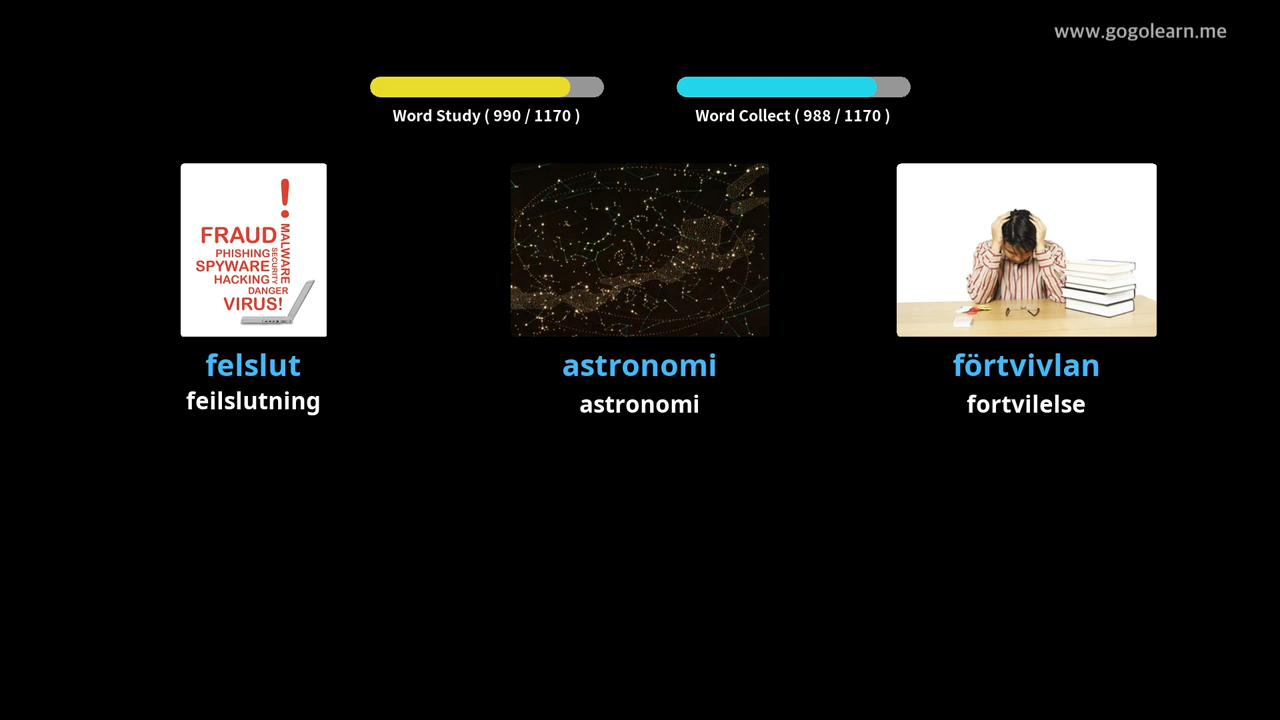 www.gogolearn.me
Word Study ( 990 / 1170 )
Word Collect ( 988 / 1170 )
!
FRAUD
PHISHING
SPYWARE
HACKING
DANGER
VIRUS!
MALWARE
SECURITY
felslut
feilslutning
astronomi
astronomi
förtvivlan
fortvilelse